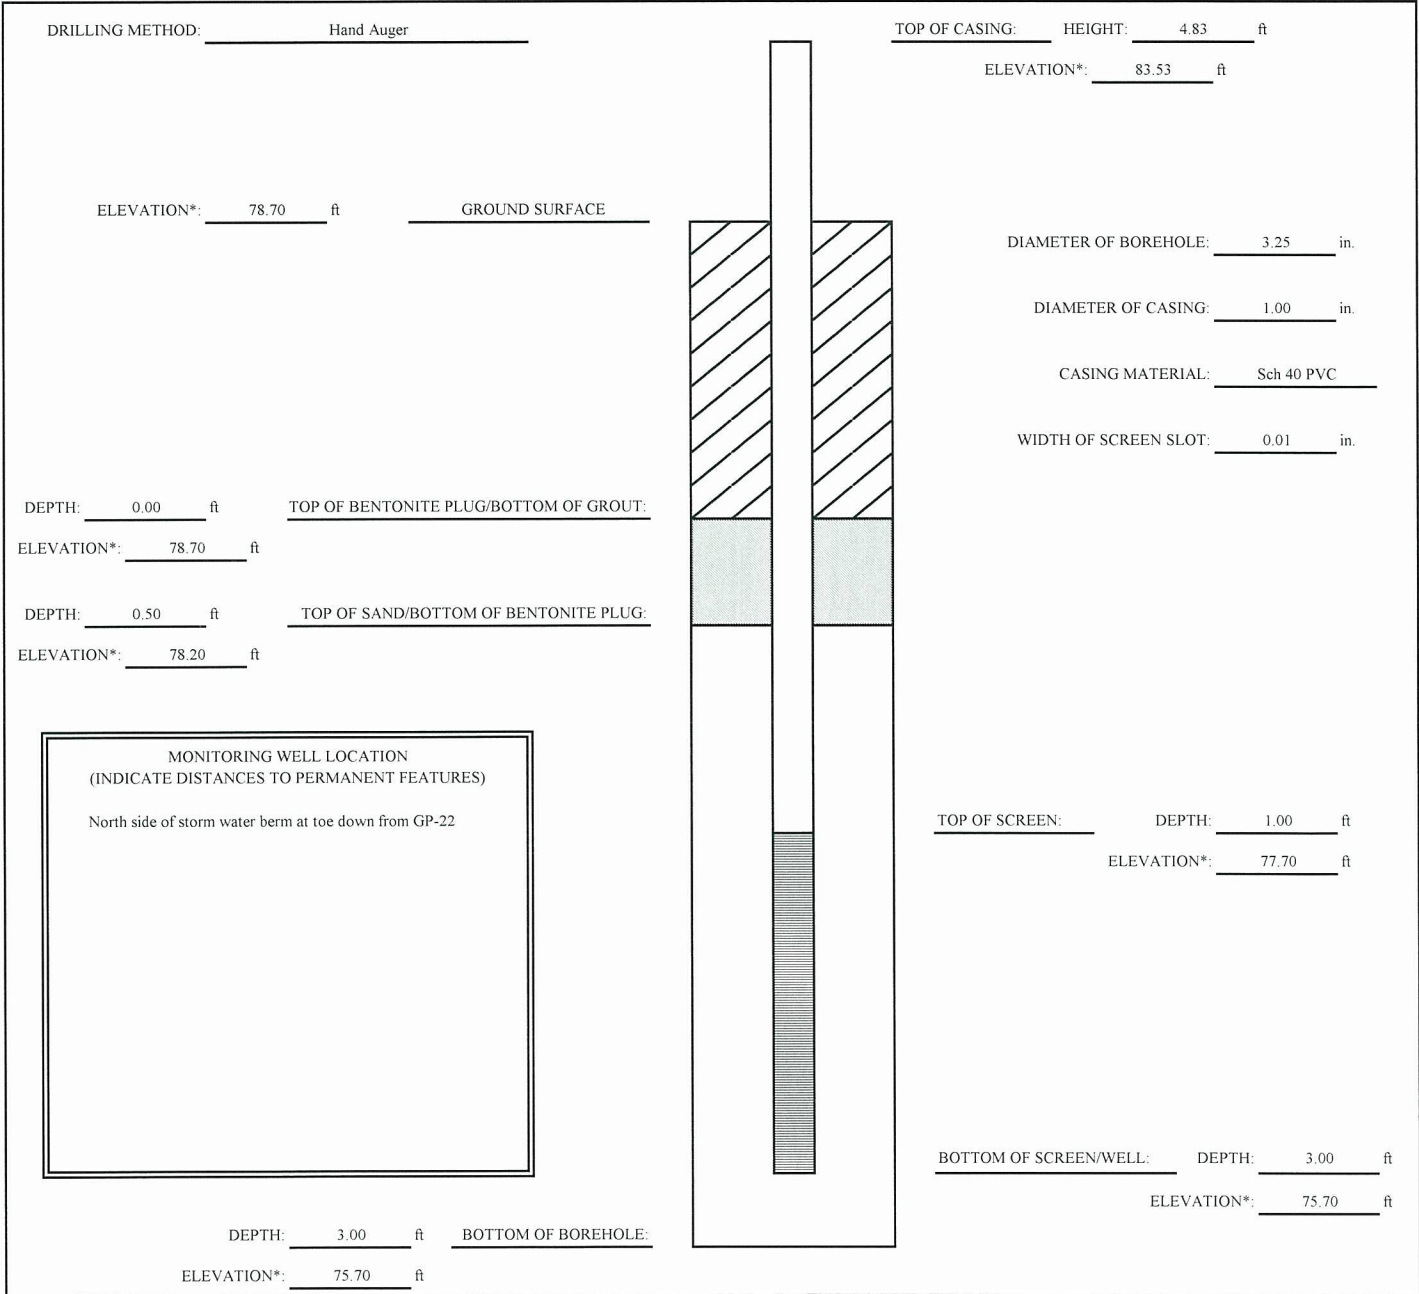 DRILLING METHOD: Hand Auger
TOP OF CASING: HEIGHT: 4.83 ft
ELEVATION*: 83.53 ft
ELEVATION*: 78.70 ft GROUND SURFACE
DIAMETER OF BOREHOLE: 3.25 in.
DIAMETER OF CASING: 1.00 in.
CASING MATERIAL: Sch 40 PVC
WIDTH OF SCREEN SLOT: 0.01 in.
DEPTH: 0.00 ft TOP OF BENTONITE PLUG/BOTTOM OF GROUT:
ELEVATION*: 78.70 ft
DEPTH: 0.50 ft TOP OF SAND/BOTTOM OF BENTONITE PLUG:
ELEVATION*: 78.20 ft
MONITORING WELL LOCATION
(INDICATE DISTANCES TO PERMANENT FEATURES)
North side of storm water berm at toe down from GP-22
TOP OF SCREEN: DEPTH: 1.00 ft
ELEVATION*: 77.70 ft
BOTTOM OF SCREEN/WELL: DEPTH: 3.00 ft
ELEVATION*: 75.70 ft
DEPTH: 3.00 ft BOTTOM OF BOREHOLE:
ELEVATION*: 75.70 ft